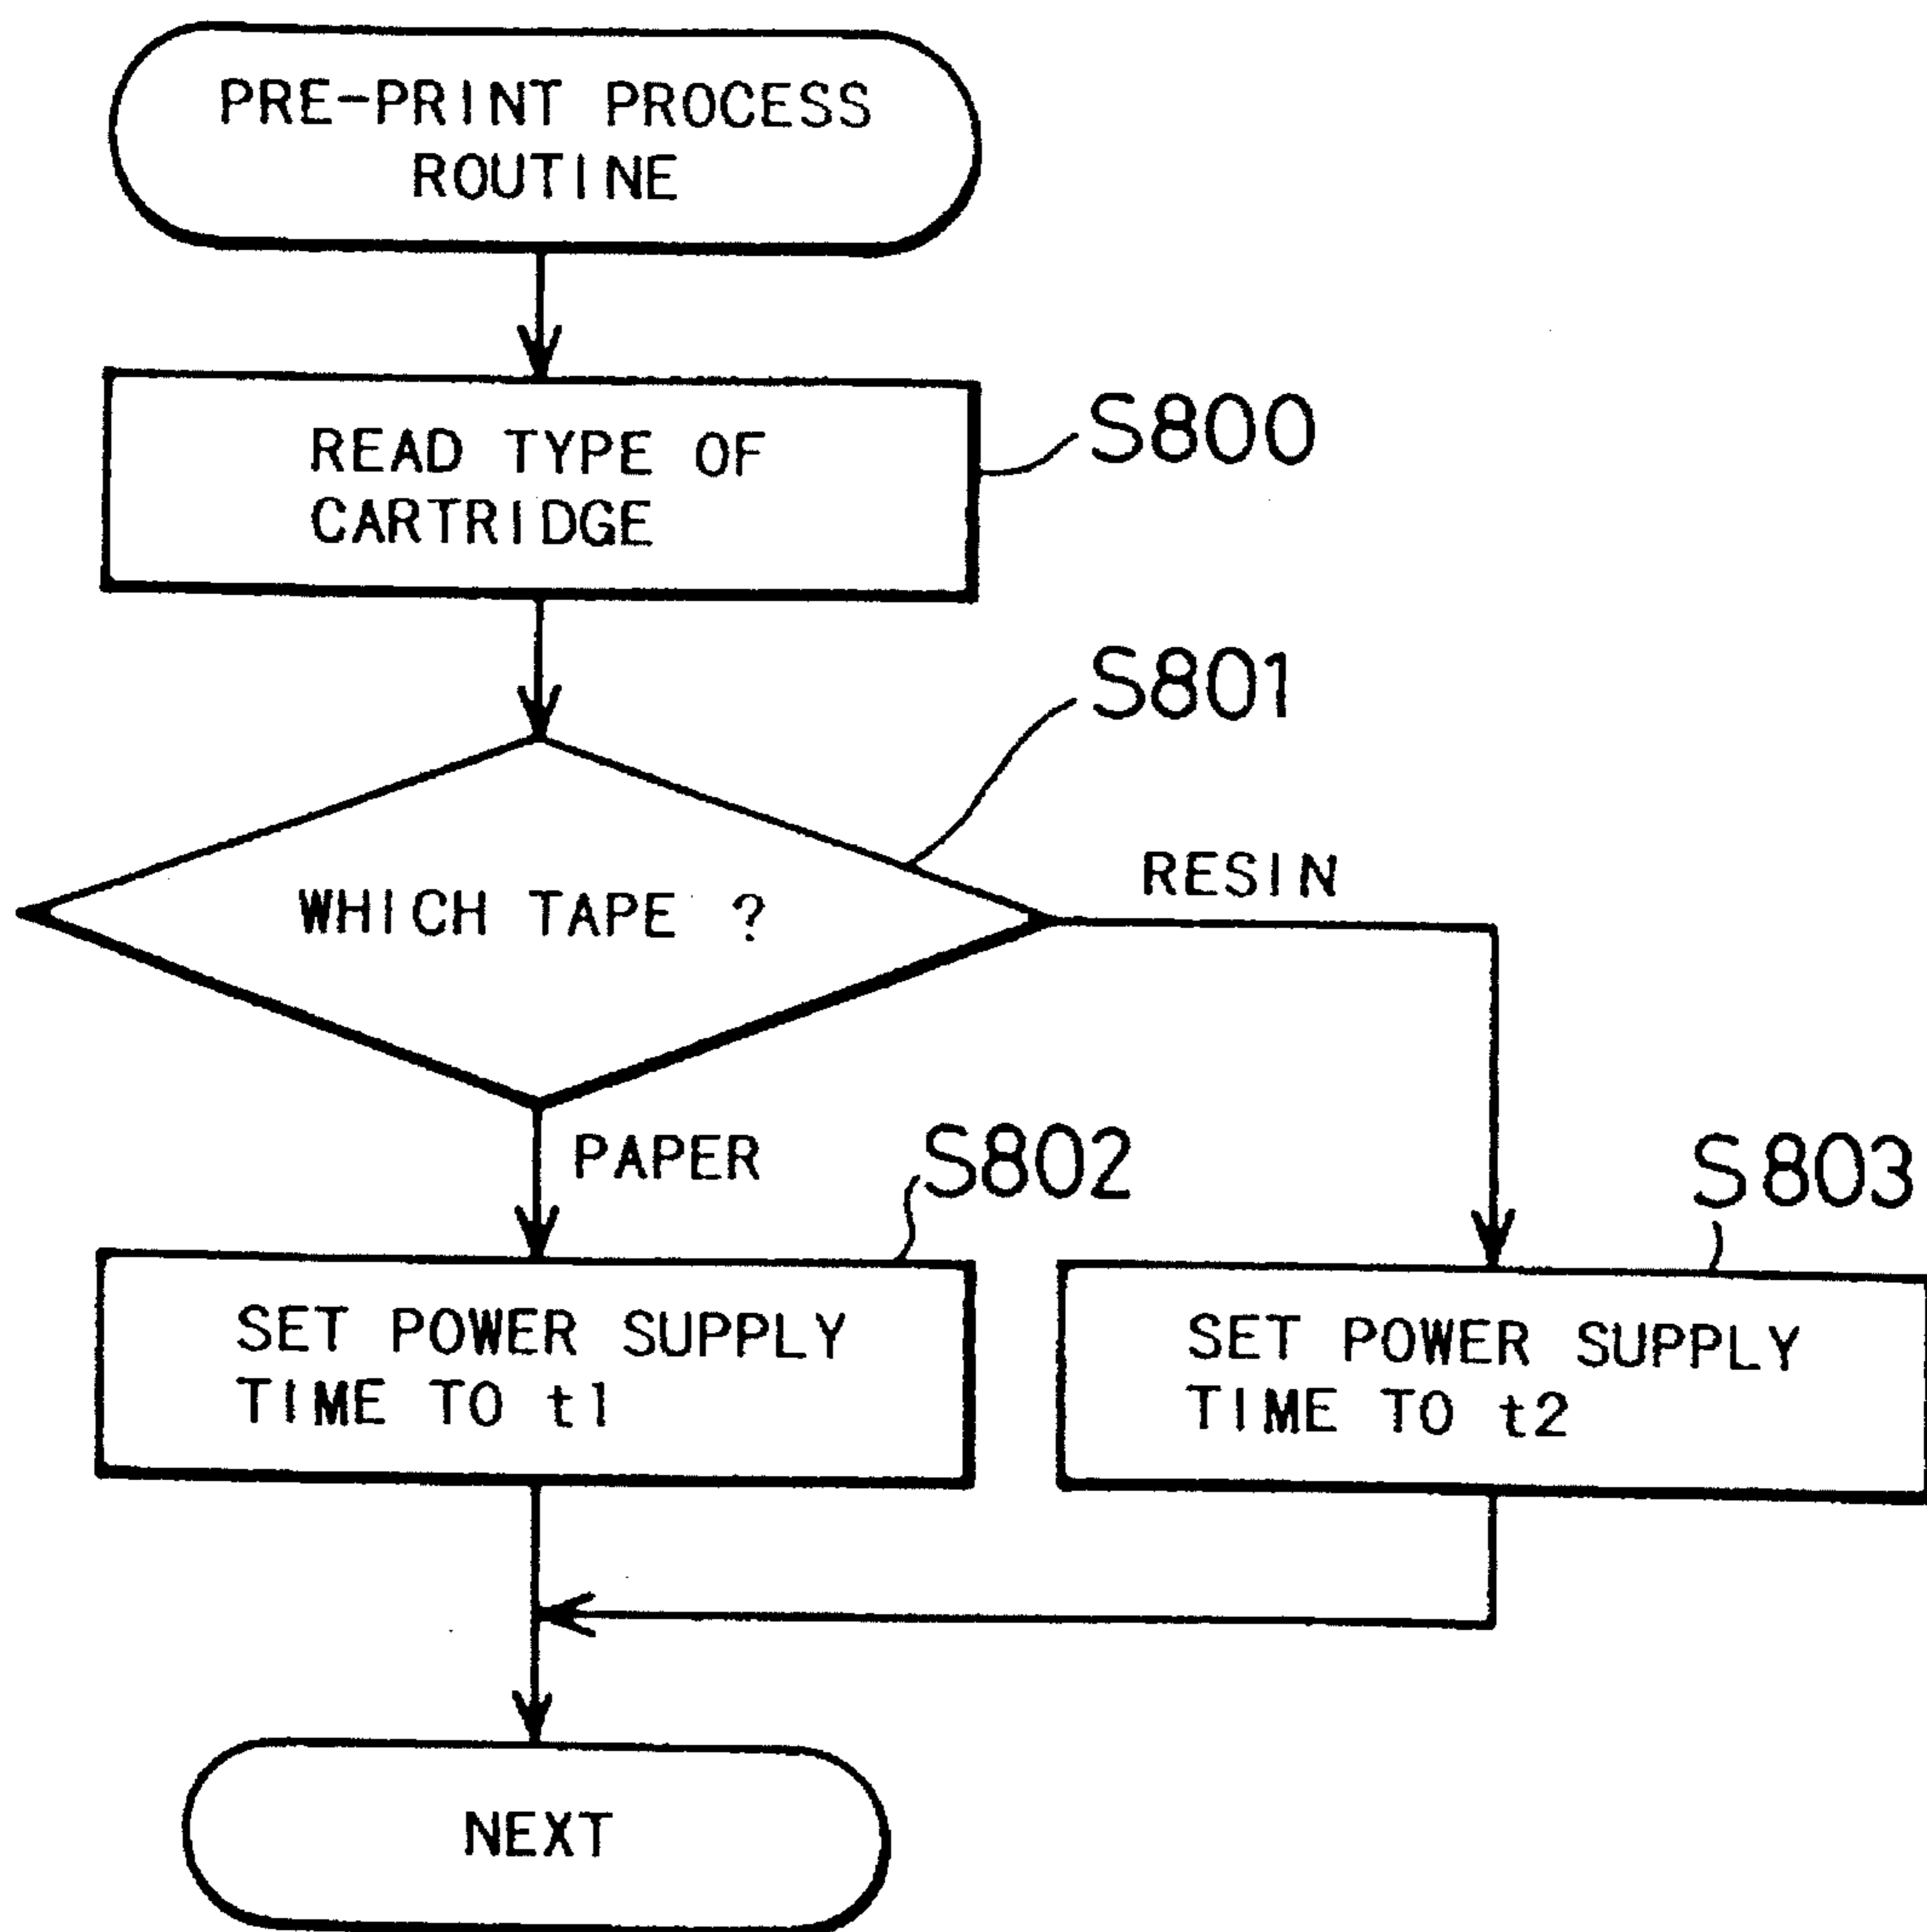 PRE-PRINT PROCESS
ROUTINE
READ TYPE OF
CARTRIDGE
S800
S801
WHICH TAPE ?
RESIN
PAPER
S802
S803
SET POWER SUPPLY
TIME TO t1
SET POWER SUPPLY
TIME TO t2
NEXT